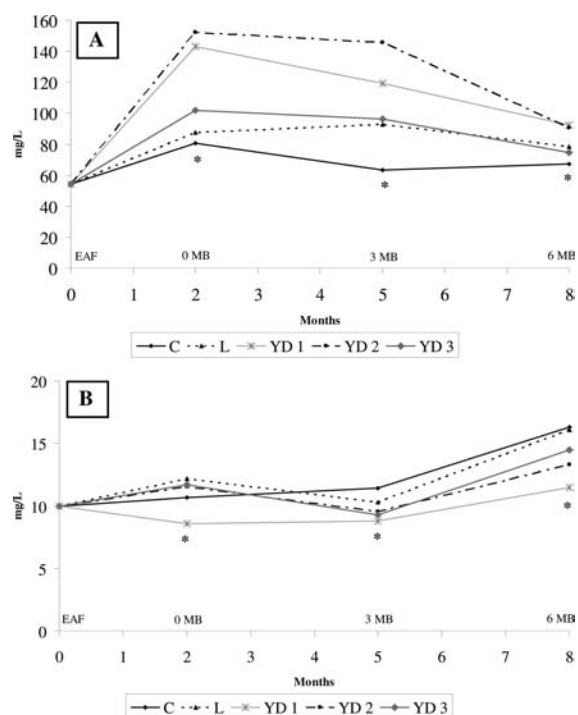 A
160
140
120
100
80
60
40
20
0
mg/L
* * *
EAF 0 MB 3 MB 6 MB
0 1 2 3 4 5 6 7 8
Months
C L YD 1 YD 2 YD 3
B
20
15
10
5
0
mg/L
* * *
EAF 0 MB 3 MB 6 MB
0 1 2 3 4 5 6 7 8
Months
C L YD 1 YD 2 YD 3